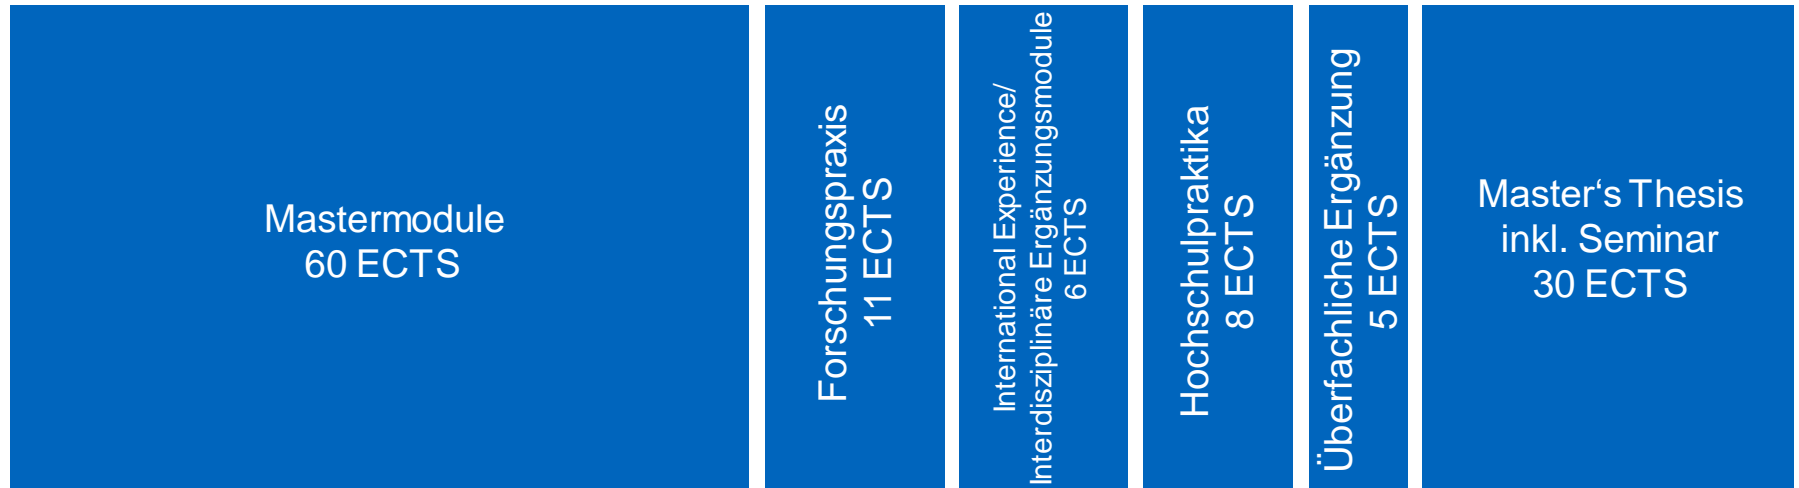 Mastermodule
60 ECTS
Forschungspraxis
11 ECTS
International Experience/
Interdisziplinäre Ergänzungsmodule
6 ECTS
Hochschulpraktika
8 ECTS
Überfachliche Ergänzung
5 ECTS
Master‘s Thesis
inkl. Seminar
30 ECTS